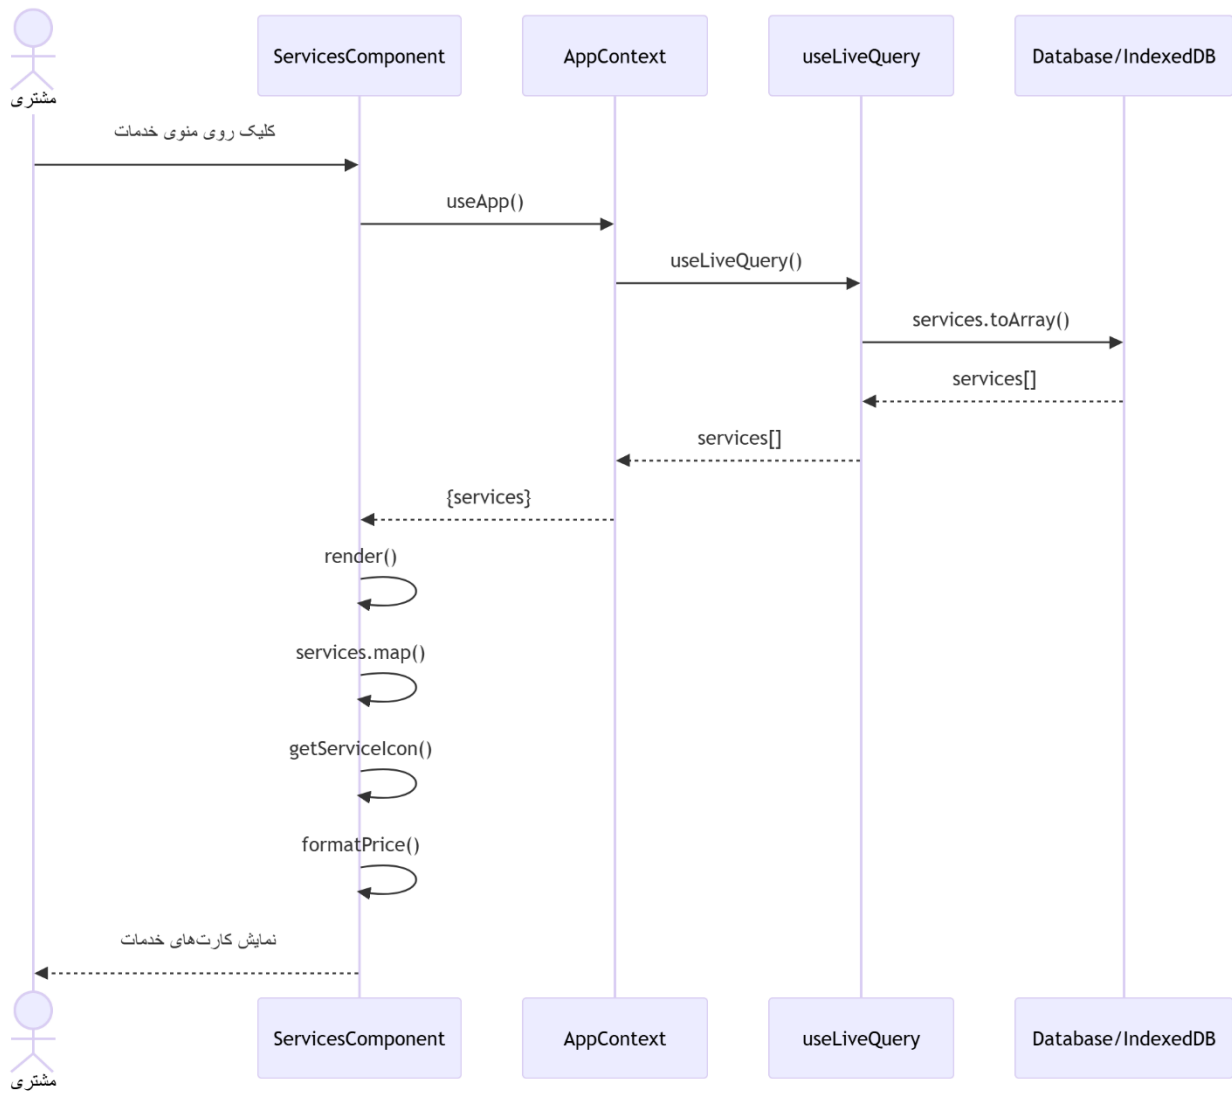 ServicesComponent
AppContext
useLiveQuery
Database/IndexedDB
مشتری
کلیک روی منوی خدمات
useApp()
useLiveQuery()
services.toArray()
services[]
services[]
{services}
render()
services.map()
getServiceIcon()
formatPrice()
نمایش کارت‌های خدمات
ServicesComponent
AppContext
useLiveQuery
Database/IndexedDB
مشتری